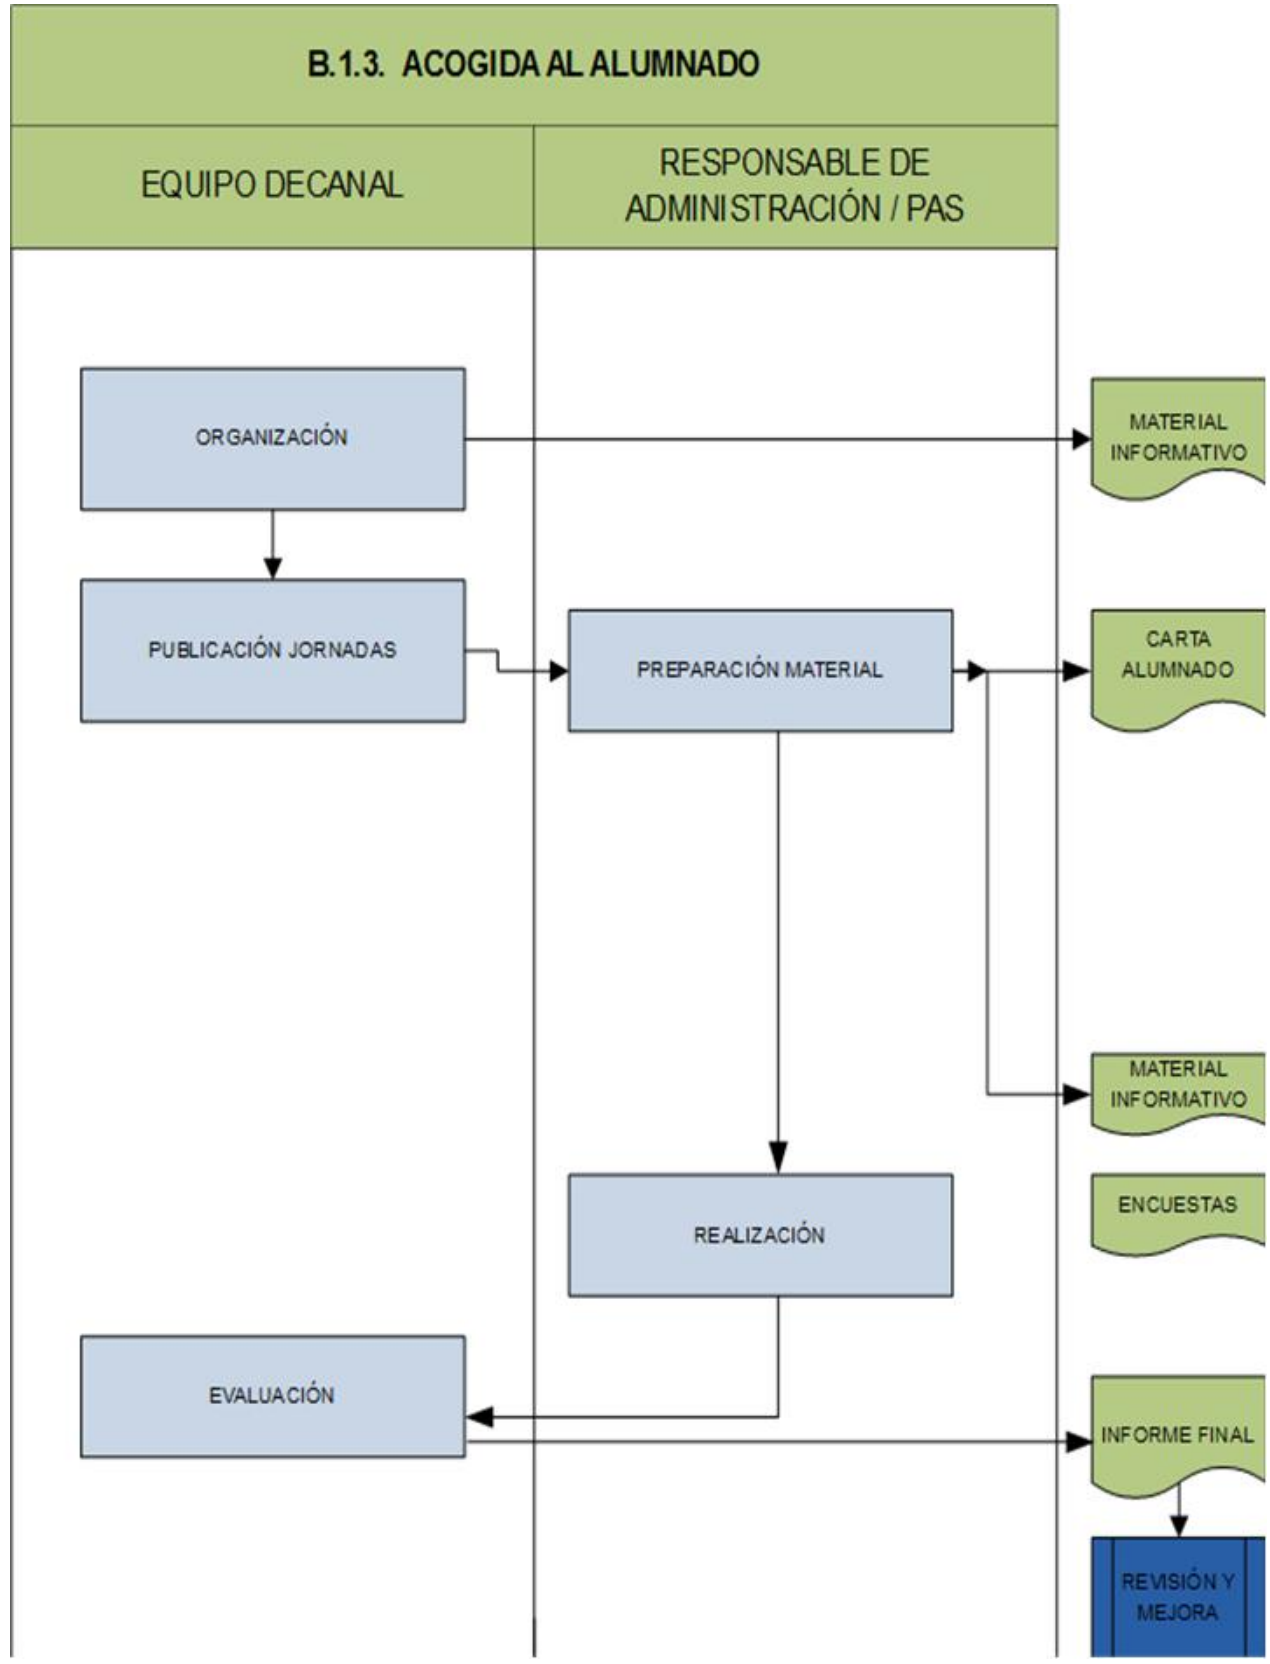 B.1.3. ACOGIDA AL ALUMNADO
EQUIPO DECANAL
RESPONSABLE DE
ADMINISTRACIÓN / PAS
ORGANIZACIÓN
MATERIAL
INFORMATIVO
PUBLICACIÓN JORNADAS
PREPARACIÓN MATERIAL
CARTA
ALUMNADO
MATERIAL
INFORMATIVO
REALIZACIÓN
ENCUESTAS
EVALUACIÓN
INFORME FINAL
REVISIÓN Y
MEJORA